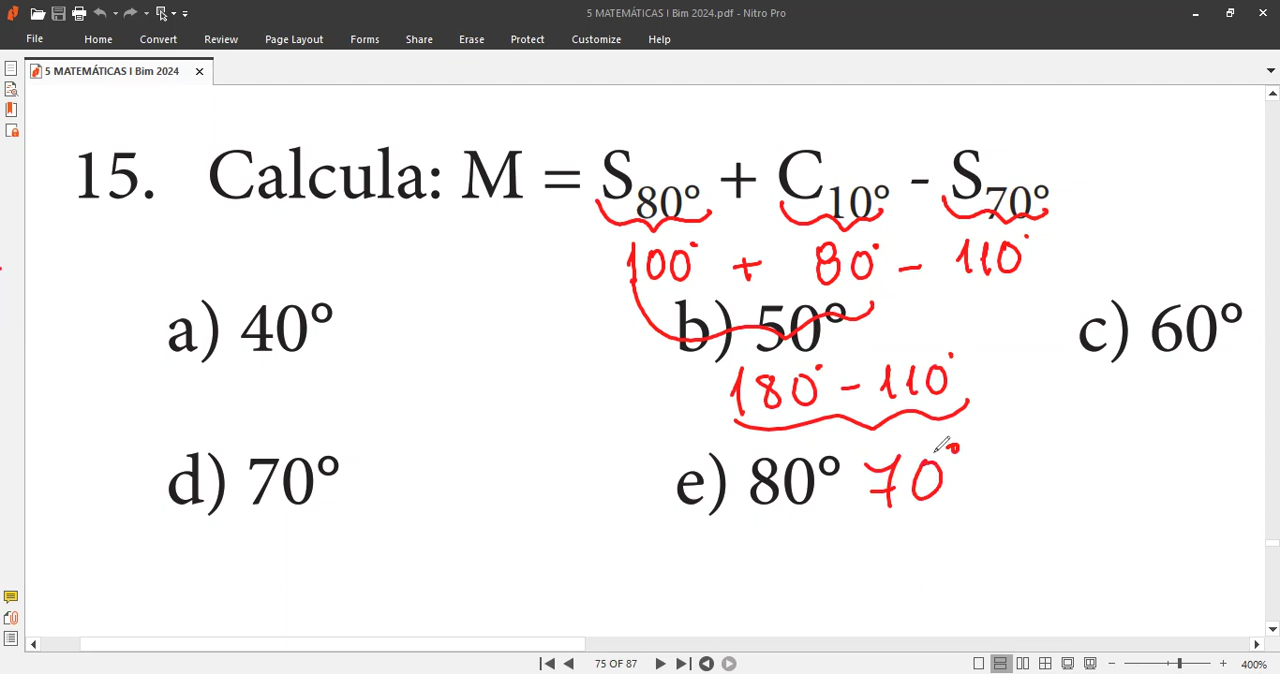 5 MATEMÁTICAS I Bim 2024.pdf - Nitro Pro
File Home Convert Review Page Layout Forms Share Erase Protect Customize Help
5 MATEMÁTICAS I Bim 2024
15. Calcula: M = S80° + C10° - S70°
100° + 80° - 110°
a) 40° b) 50° c) 60°
180° - 110°
d) 70° e) 80° 70°
75 OF 87
400%